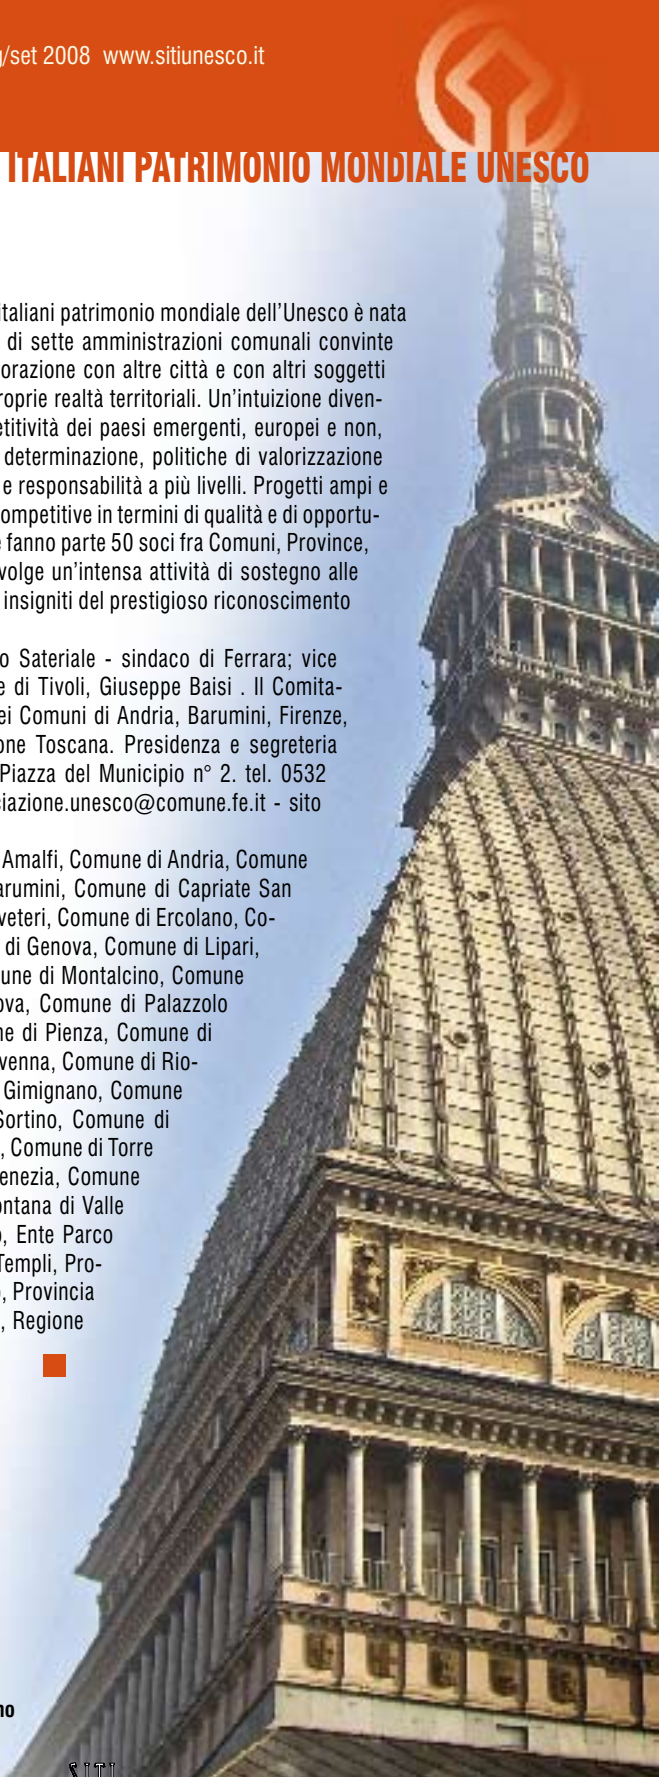 /set 2008 www.sitiunesco.it
ITALIANI PATRIMONIO MONDIALE UNESCO
italiani patrimonio mondiale dell'Unesco è nata
di sette amministrazioni comunali convinte
orazione con altre città e con altri soggetti
roprie realtà territoriali. Un'intuizione diven-
etitività dei paesi emergenti, europei e non,
determinazione, politiche di valorizzazione
e responsabilità a più livelli. Progetti ampi e
ompetitive in termini di qualità e di opportu-
e fanno parte 50 soci fra Comuni, Province,
volge un'intensa attività di sostegno alle
insigniti del prestigioso riconoscimento
o Sateriale - sindaco di Ferrara; vice
e di Tivoli, Giuseppe Baisi . Il Comita-
ei Comuni di Andria, Barumini, Firenze,
one Toscana. Presidenza e segreteria
Piazza del Municipio n° 2. tel. 0532
ciazione.unesco@comune.fe.it - sito
Amalfi, Comune di Andria, Comune
arumini, Comune di Capriate San
veteri, Comune di Ercolano, Co-
di Genova, Comune di Lipari,
une di Montalcino, Comune
ova, Comune di Palazzolo
ne di Pienza, Comune di
venna, Comune di Rio-
Gimignano, Comune
Sortino, Comune di
, Comune di Torre
enezia, Comune
ontana di Valle
o, Ente Parco
Templi, Pro-
o, Provincia
, Regione
no
SITI